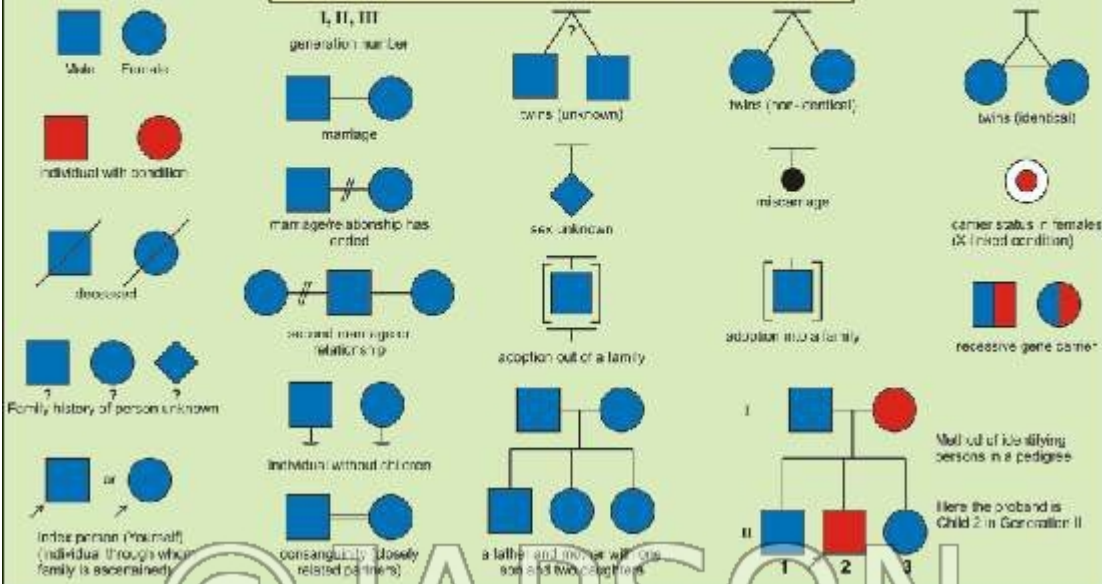 Male Female
individual with condition
deceased
? ? ?
Family history of person unknown
or
Index person (Yourself)
(individual through whom
family is ascertained)
I, II, III
generation number
marriage
marriage/relationship has
ended
second marriage or
relationship
individual without children
consanguinity (closely
related partners)
?
twins (unknown)
sex unknown
adoption out of a family
a father and mother with one
son and two daughters
twins (non-identical)
miscarriage
adoption into a family
twins (identical)
carrier status in females
(X-linked condition)
recessive gene carrier
I
Method of identifying
persons in a pedigree
II
Here the proband is
Child 2 in Generation II
1 2 3